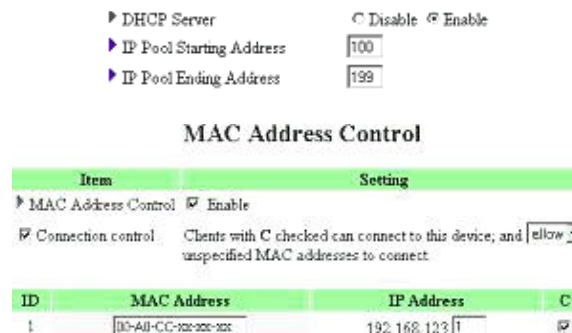 DHCP Server Disable Enable
IP Pool Starting Address 100
IP Pool Ending Address 199
MAC Address Control
Item Setting
MAC Address Control Enable
Connection control Clients with C checked can connect to this device; and allow
unspecified MAC addresses to connect
ID MAC Address IP Address C
1 00-A0-CC-xx-xx-xx 192.168.123.1